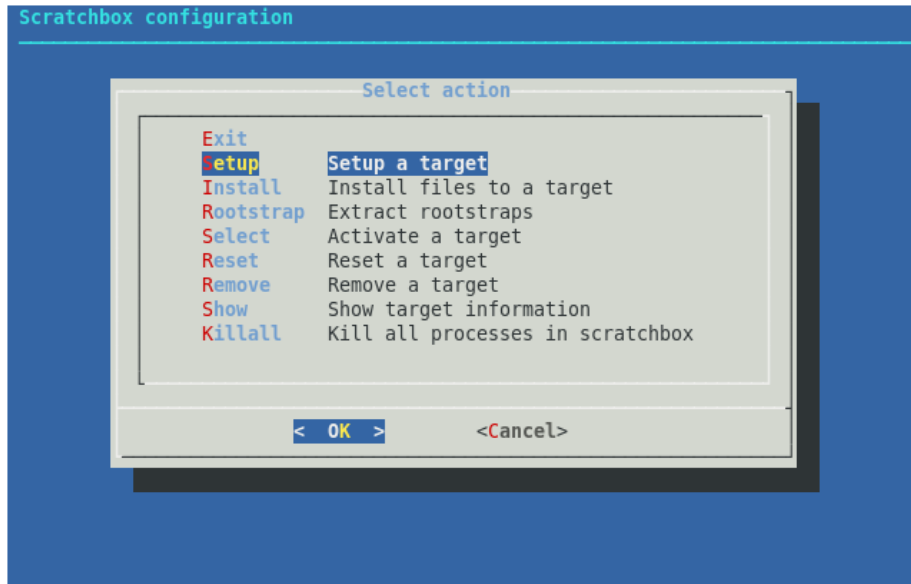 Scratchbox configuration
Select action
Exit
Setup Setup a target
Install Install files to a target
Rootstrap Extract rootstraps
Select Activate a target
Reset Reset a target
Remove Remove a target
Show Show target information
Killall Kill all processes in scratchbox
< OK > <Cancel>